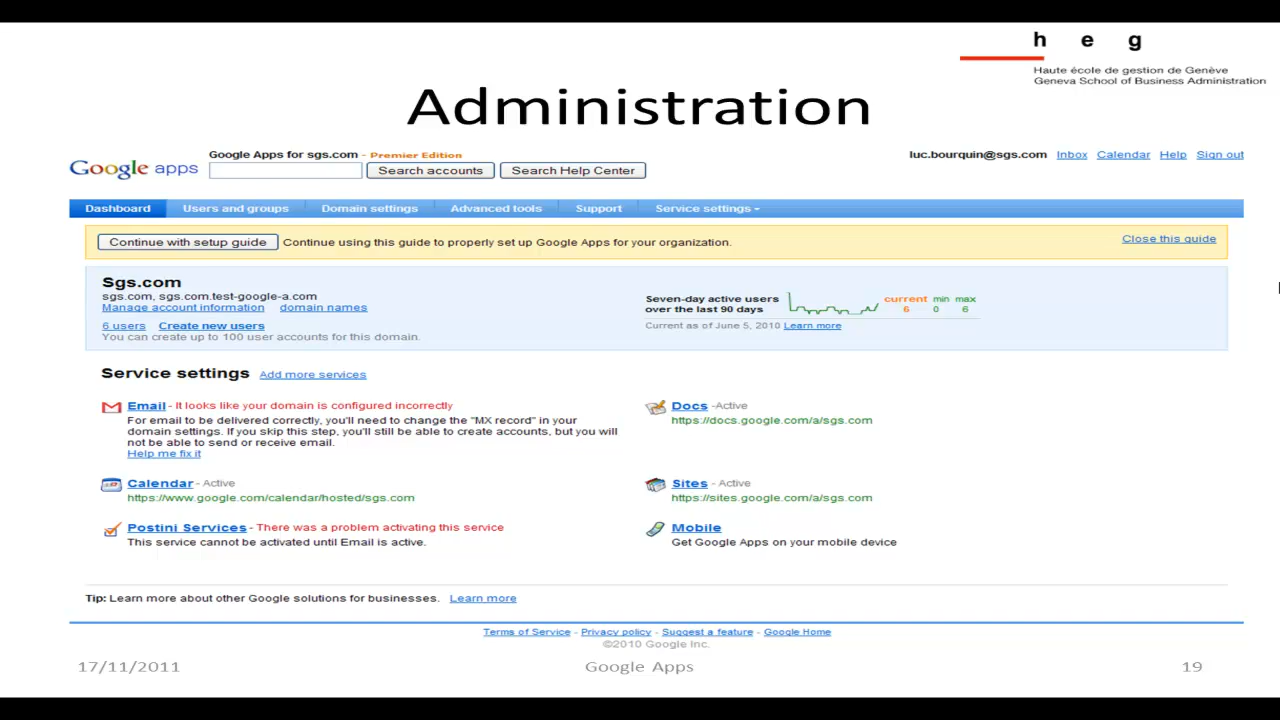 h e g
Haute école de gestion de Genève
Geneva School of Business Administration
Administration
Google apps
Google Apps for sgs.com - Premier Edition
Search accounts
Search Help Center
luc.bourquin@sgs.com Inbox Calendar Help Sign out
Dashboard Users and groups Domain settings Advanced tools Support Service settings
Continue with setup guide Continue using this guide to properly set up Google Apps for your organization. Close this guide
Sgs.com
sgs.com, sgs.com.test-google-a.com
Manage account information domain names
6 users Create new users
You can create up to 100 user accounts for this domain.
Seven-day active users
over the last 90 days
current min max
6 0 6
Current as of June 5, 2010 Learn more
Service settings Add more services
Email - It looks like your domain is configured incorrectly
For email to be delivered correctly, you'll need to change the "MX record" in your
domain settings. If you skip this step, you'll still be able to create accounts, but you will
not be able to send or receive email.
Help me fix it
Docs -Active
https://docs.google.com/a/sgs.com
Calendar - Active
https://www.google.com/calendar/hosted/sgs.com
Sites - Active
https://sites.google.com/a/sgs.com
Postini Services - There was a problem activating this service
This service cannot be activated until Email is active.
Mobile
Get Google Apps on your mobile device
Tip: Learn more about other Google solutions for businesses. Learn more
Terms of Service - Privacy policy - Suggest a feature - Google Home
©2010 Google Inc.
17/11/2011 Google Apps 19